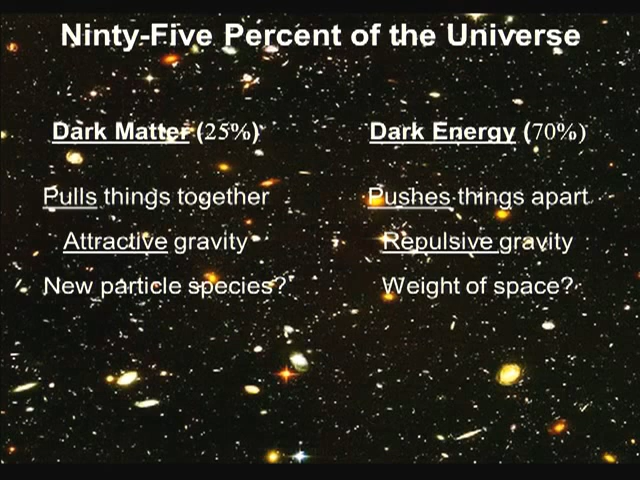 Ninty-Five Percent of the Universe
Dark Matter (25%)
Pulls things together
Attractive gravity
New particle species?
Dark Energy (70%)
Pushes things apart
Repulsive gravity
Weight of space?